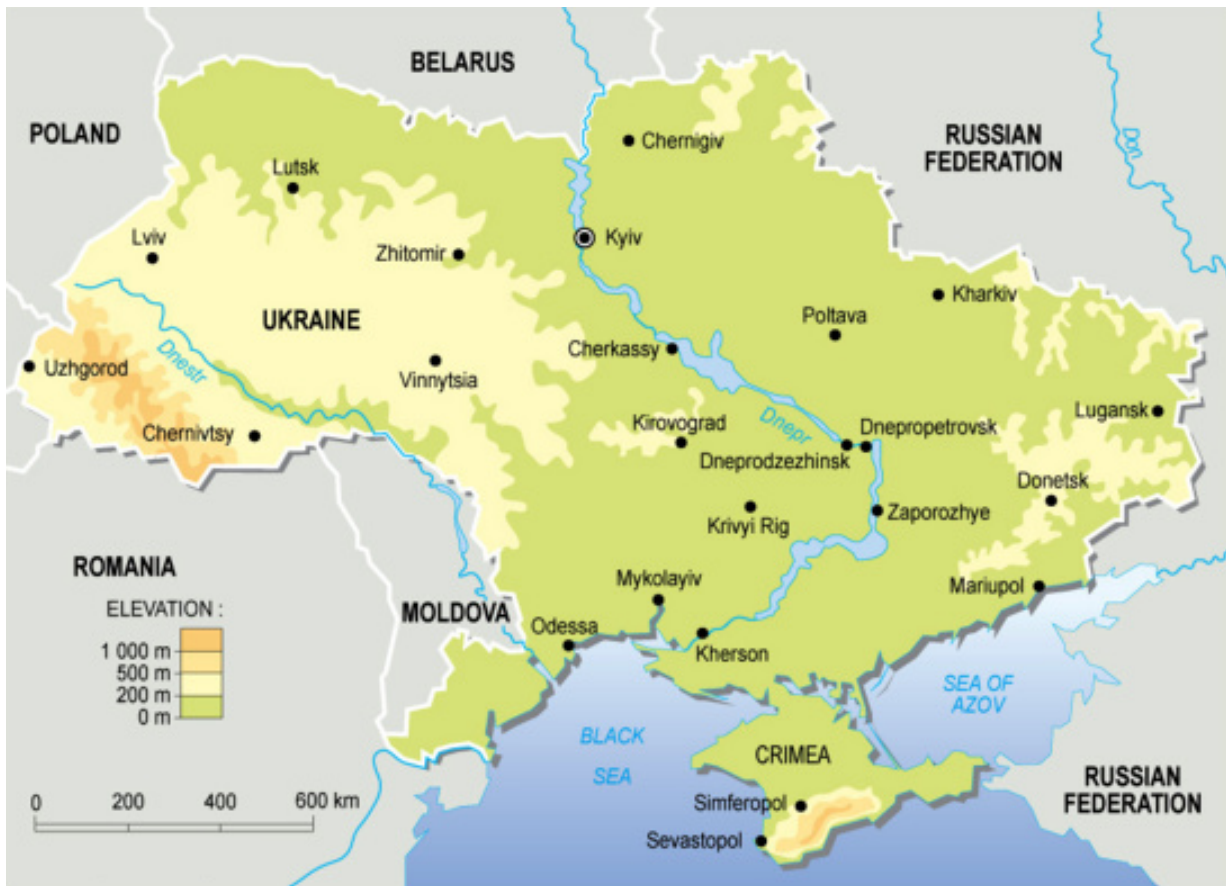 BELARUS
POLAND
RUSSIAN
FEDERATION
Don
Chernigiv
Lutsk
Lviv
Zhitomir
Kyiv
Kharkiv
UKRAINE
Poltava
Cherkassy
Uzhgorod
Dnestr
Vinnytsia
Chernivtsy
Kirovograd
Dnepr
Dnepropetrovsk
Lugansk
Dneprodzezhinsk
Donetsk
Krivyi Rig
Zaporozhye
ROMANIA
Mykolayiv
Mariupol
MOLDOVA
ELEVATION :
1 000 m
500 m
200 m
0 m
Odessa
Kherson
SEA OF
AZOV
BLACK
SEA
CRIMEA
RUSSIAN
FEDERATION
Simferopol
Sevastopol
0 200 400 600 km